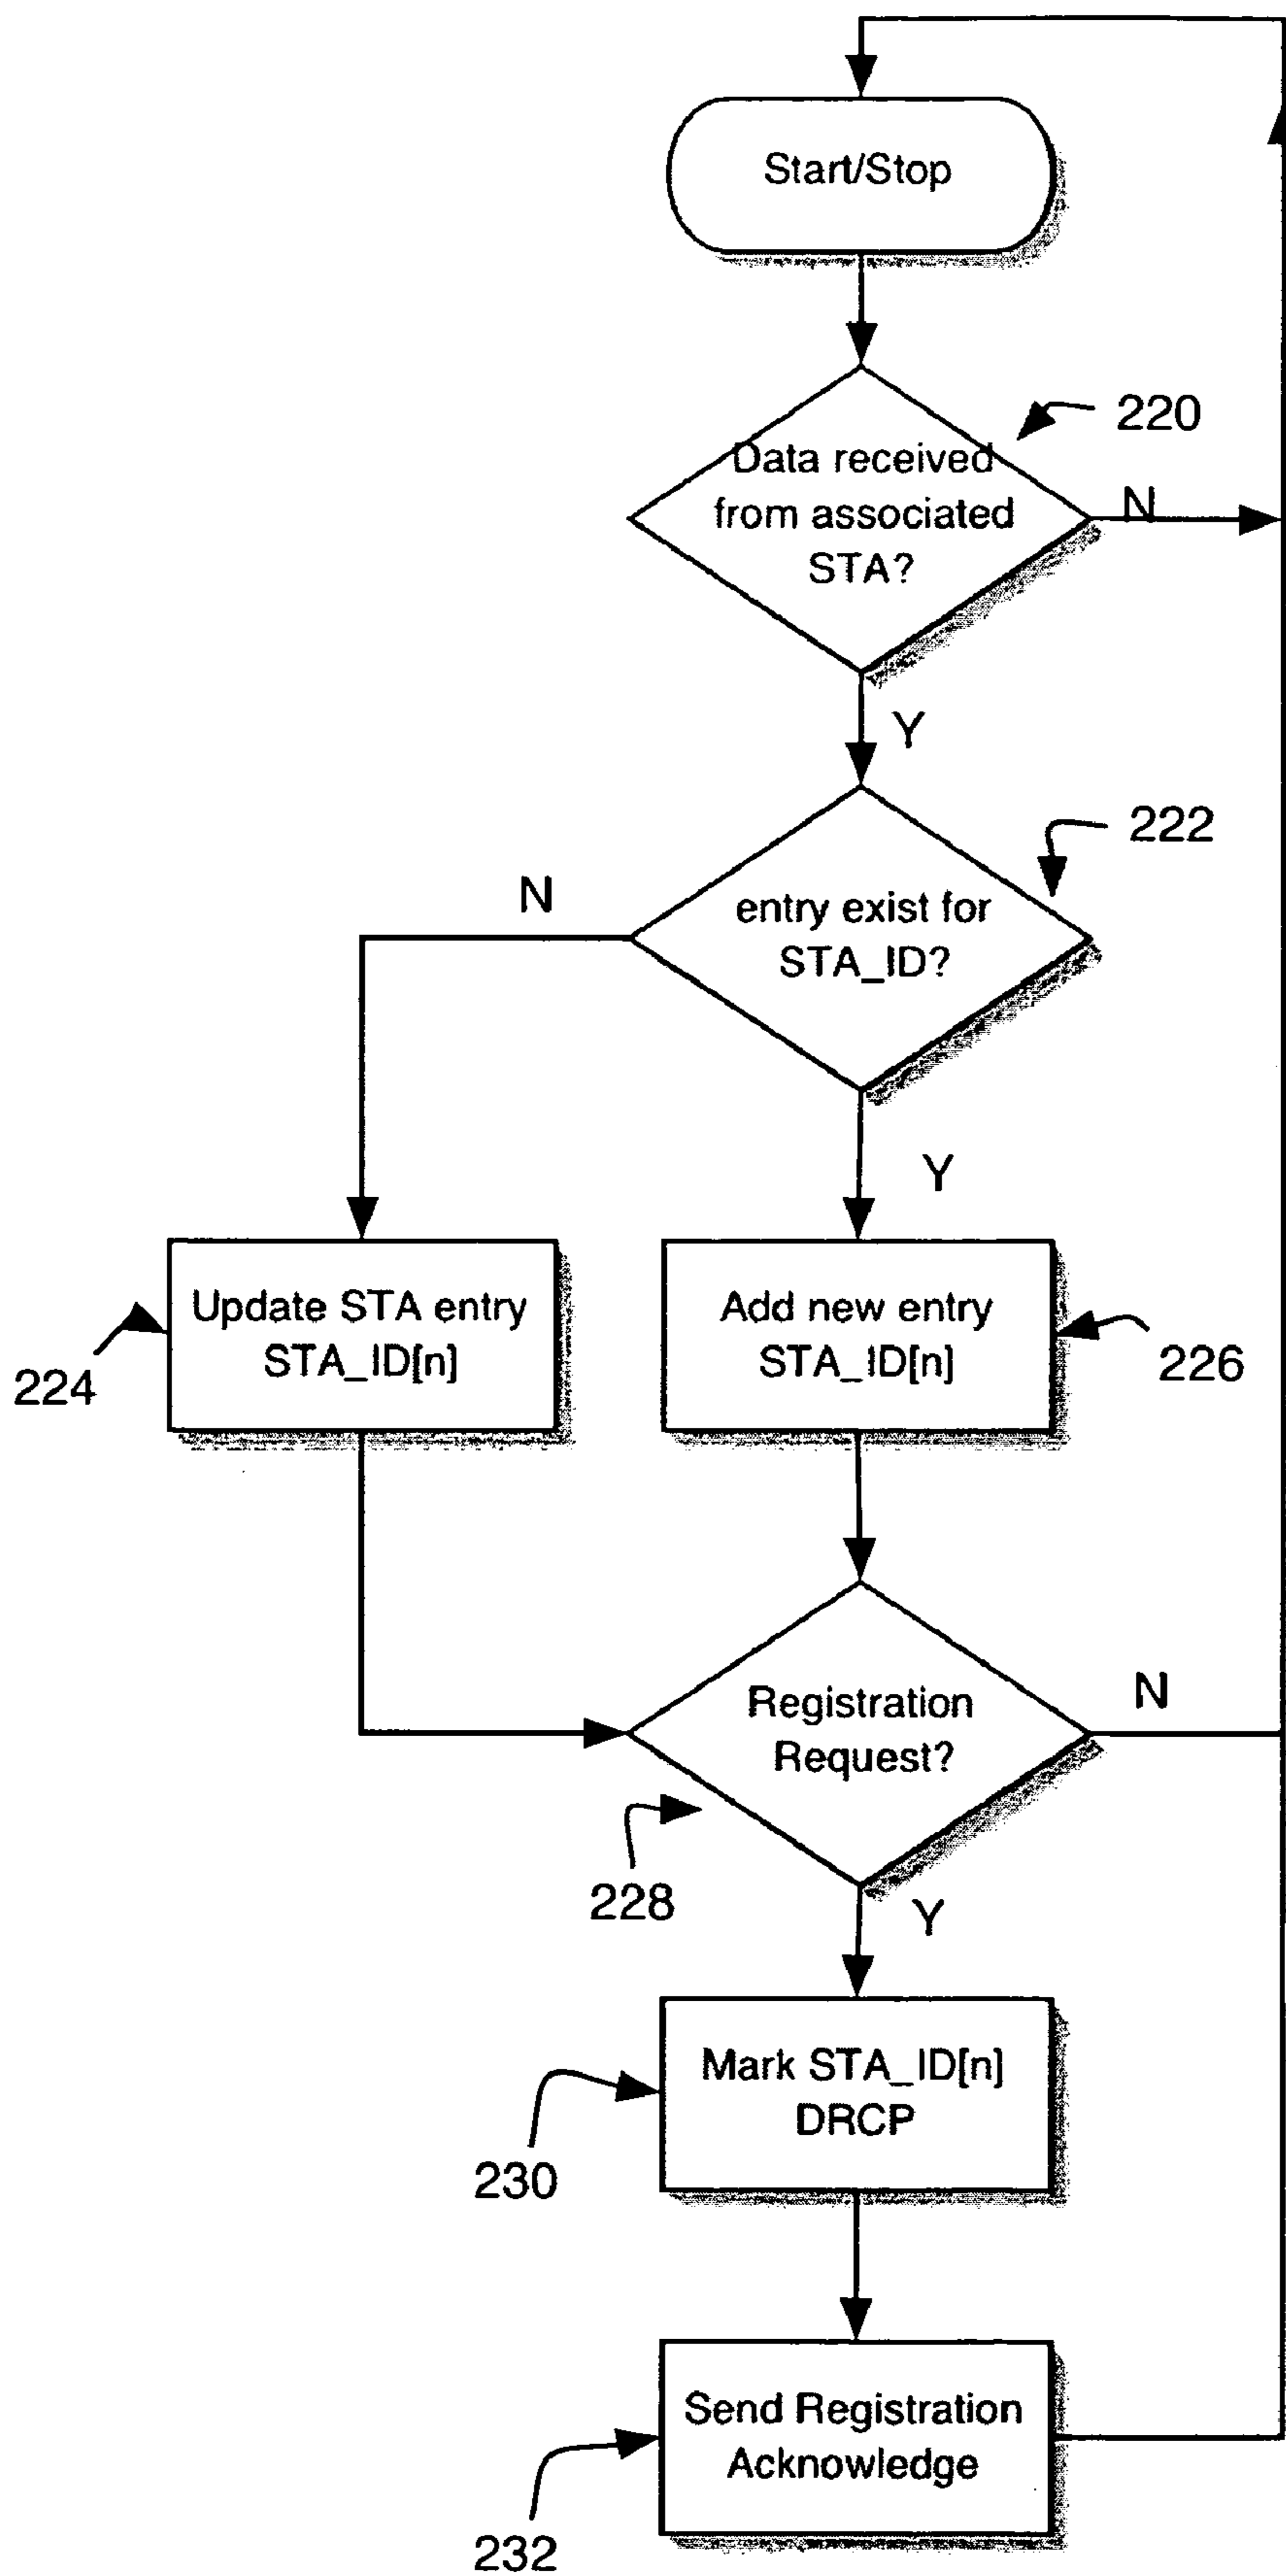 Start/Stop
220
Data received
from associated
STA?
N
Y
222
entry exist for
STA_ID?
N
Y
Update STA entry
STA_ID[n]
224
Add new entry
STA_ID[n]
226
Registration
Request?
N
228
Y
Mark STA_ID[n]
DRCP
230
Send Registration
Acknowledge
232